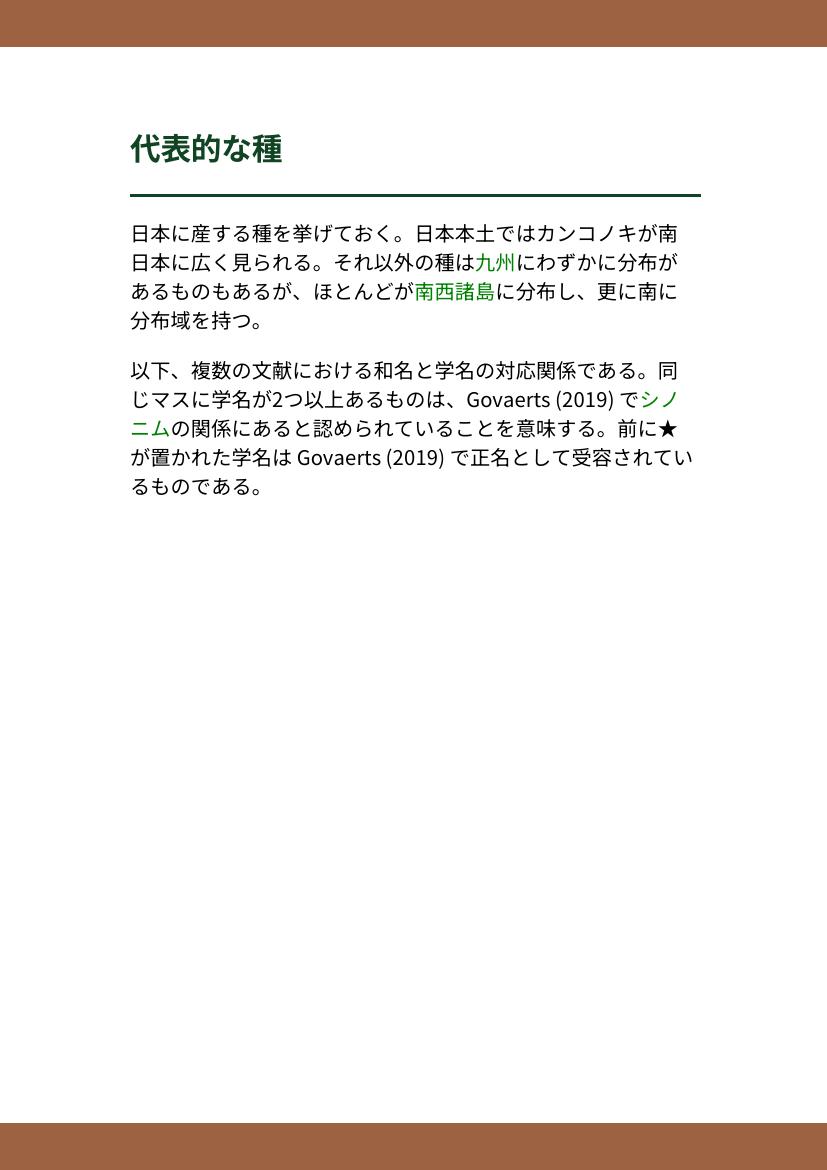 代表的な種
日本に産する種を挙げておく。日本本土ではカンコノキが南
日本に広く見られる。それ以外の種は九州にわずかに分布が
あるものもあるが、ほとんどが南西諸島に分布し、更に南に
分布域を持つ。
以下、複数の文献における和名と学名の対応関係である。同
じマスに学名が2つ以上あるものは、Govaerts (2019) でシノ
ニムの関係にあると認められていることを意味する。前に★
が置かれた学名は Govaerts (2019) で正名として受容されてい
るものである。